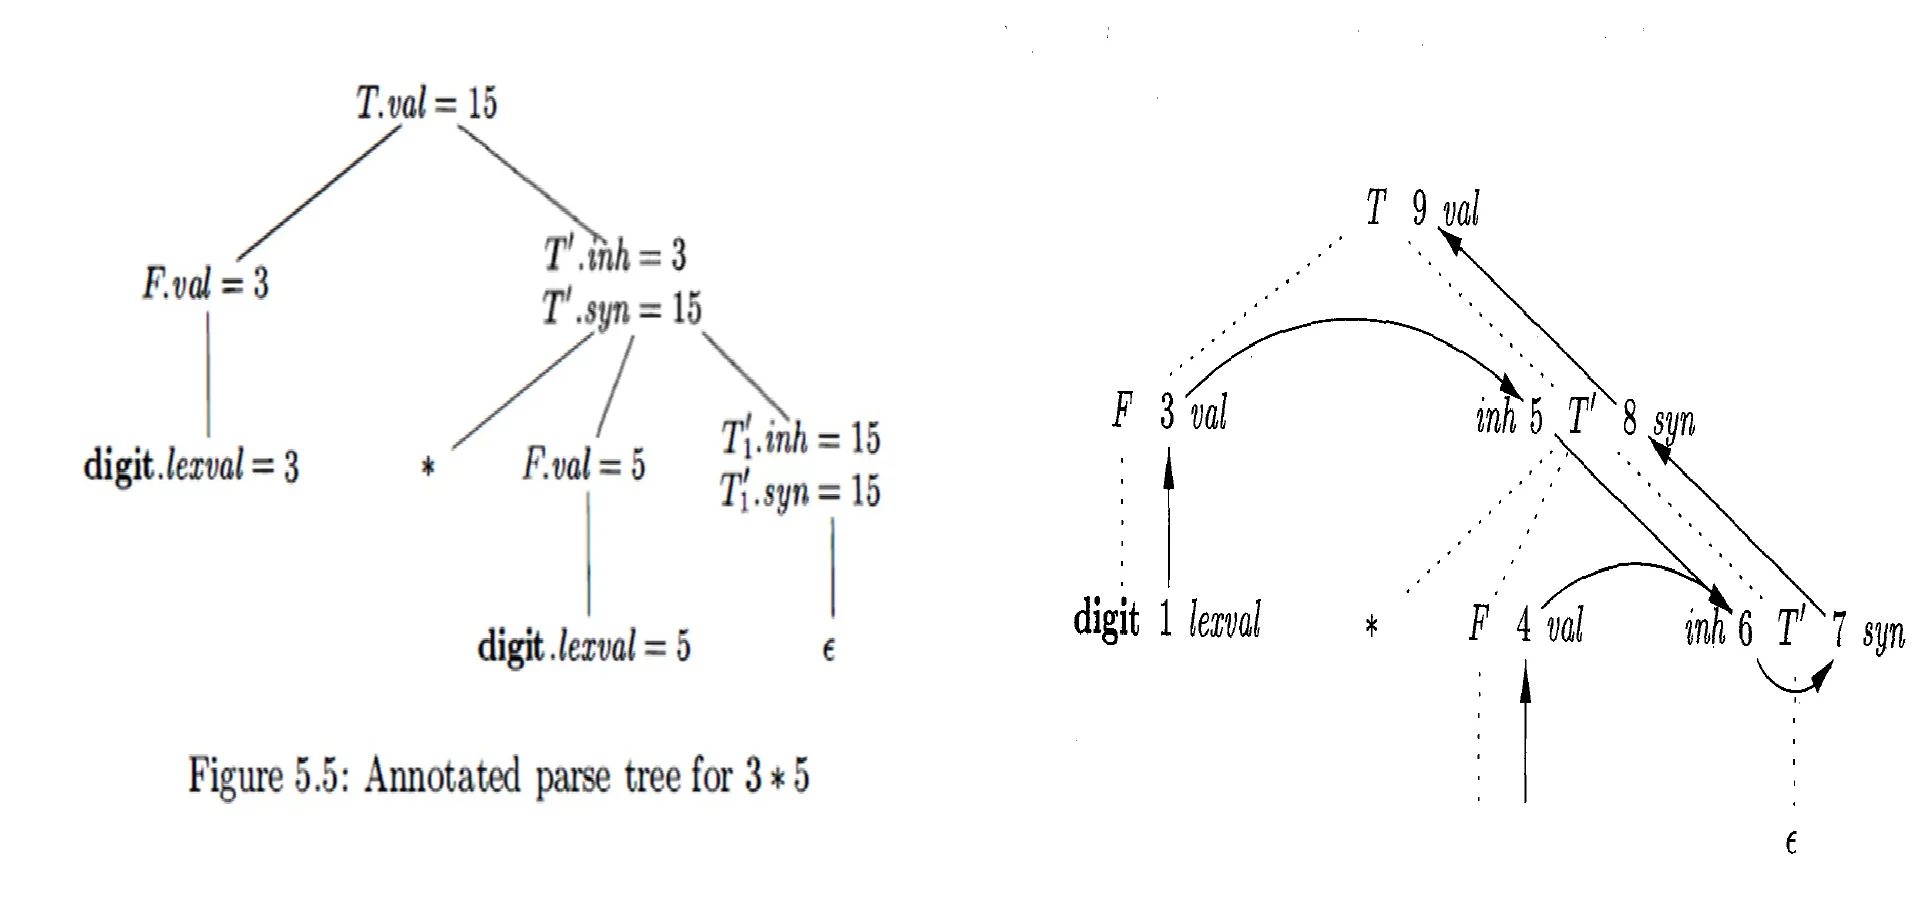 T.val = 15
F.val = 3
T′.inh = 3
T′.syn = 15
digit.lexval = 3
*
F.val = 5
T′₁.inh = 15
T′₁.syn = 15
digit.lexval = 5
ϵ
Figure 5.5: Annotated parse tree for 3 * 5
T 9 val
F 3 val
inh 5 T′ 8 syn
digit 1 lexval
*
F 4 val
inh 6 T′ 7 syn
ϵ